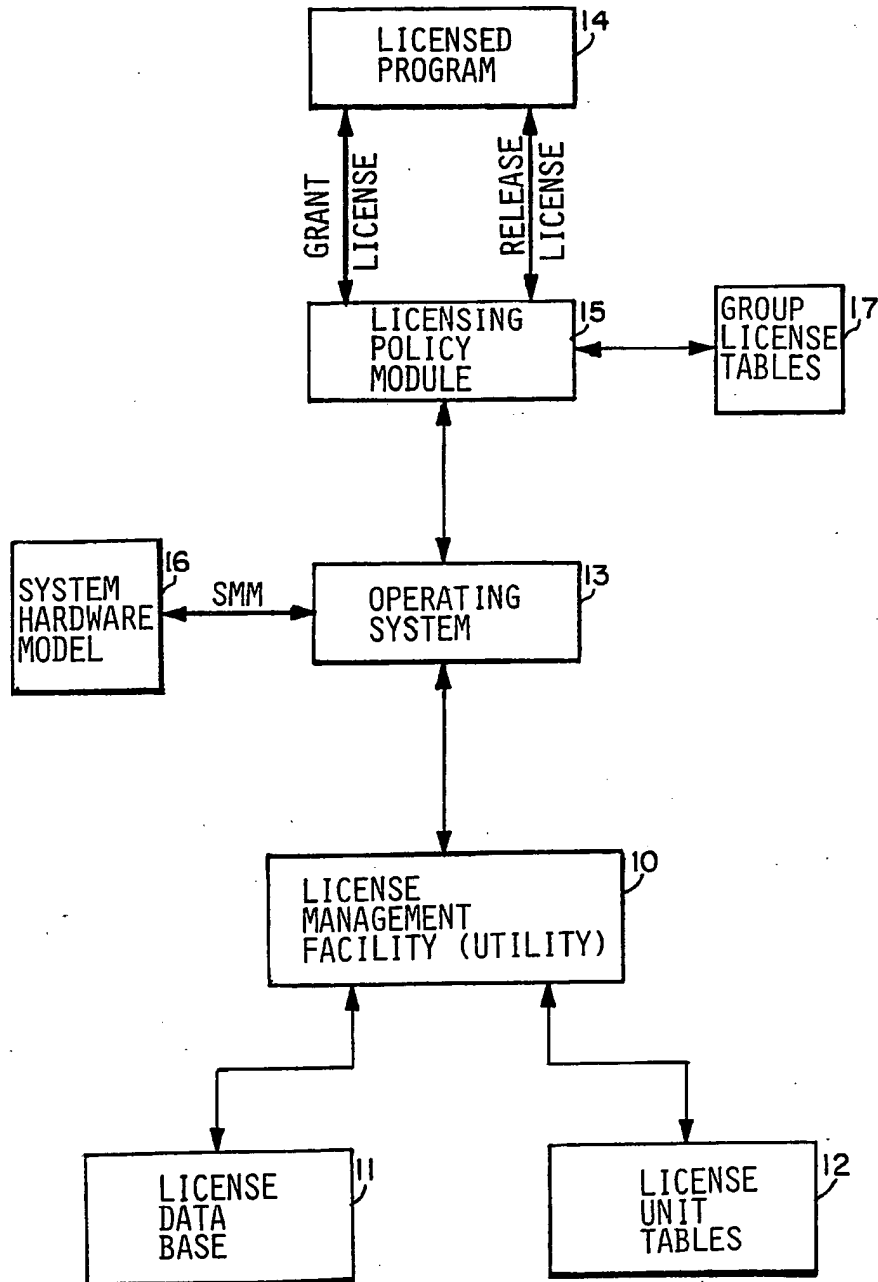 14
LICENSED
PROGRAM
GRANT
LICENSE
RELEASE
LICENSE
LICENSING
POLICY
MODULE
15
GROUP
LICENSE
TABLES
17
SYSTEM
HARDWARE
MODEL
16
SMM
OPERATING
SYSTEM
13
LICENSE
MANAGEMENT
FACILITY (UTILITY)
10
LICENSE
DATA
BASE
11
LICENSE
UNIT
TABLES
12